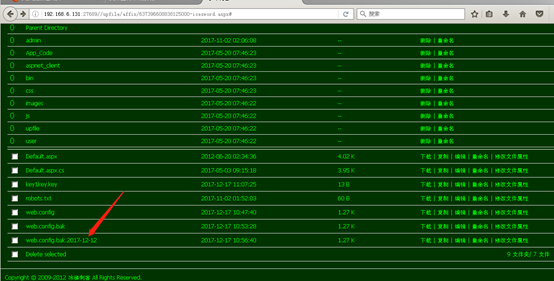 192.168.6.131:27689//upfile/affix/637206608838125000-password.aspx#
搜索
0 Parent Directory
0 admin 2017-11-02 02:06:08 -- 删除 | 重命名
0 App_Code 2017-05-20 07:46:23 -- 删除 | 重命名
0 aspnet_client 2017-05-20 07:46:23 -- 删除 | 重命名
0 bin 2017-05-20 07:46:23 -- 删除 | 重命名
0 css 2017-05-20 07:46:23 -- 删除 | 重命名
0 images 2017-05-20 07:46:22 -- 删除 | 重命名
0 js 2017-05-20 07:46:22 -- 删除 | 重命名
0 upfile 2017-05-20 07:46:22 -- 删除 | 重命名
0 user 2017-05-20 07:46:22 -- 删除 | 重命名
Default.aspx 2012-06-20 02:34:36 4.02 K 下载 | 复制 | 编辑 | 重命名 | 修改文件属性
Default.aspx.cs 2017-05-03 09:15:18 3.95 K 下载 | 复制 | 编辑 | 重命名 | 修改文件属性
key1key.key 2017-12-17 11:07:25 13 B 下载 | 复制 | 编辑 | 重命名 | 修改文件属性
robots.txt 2017-11-02 01:52:03 60 B 下载 | 复制 | 编辑 | 重命名 | 修改文件属性
web.config 2017-12-17 10:47:40 1.27 K 下载 | 复制 | 编辑 | 重命名 | 修改文件属性
web.config.bak 2017-12-17 10:53:28 1.27 K 下载 | 复制 | 编辑 | 重命名 | 修改文件属性
web.config.bak.2017-12-12 2017-12-17 10:56:40 1.27 K 下载 | 复制 | 编辑 | 重命名 | 修改文件属性
Delete selected 9 文件夹/ 7 文件
Copyright © 2009-2012 All Rights Reserved.